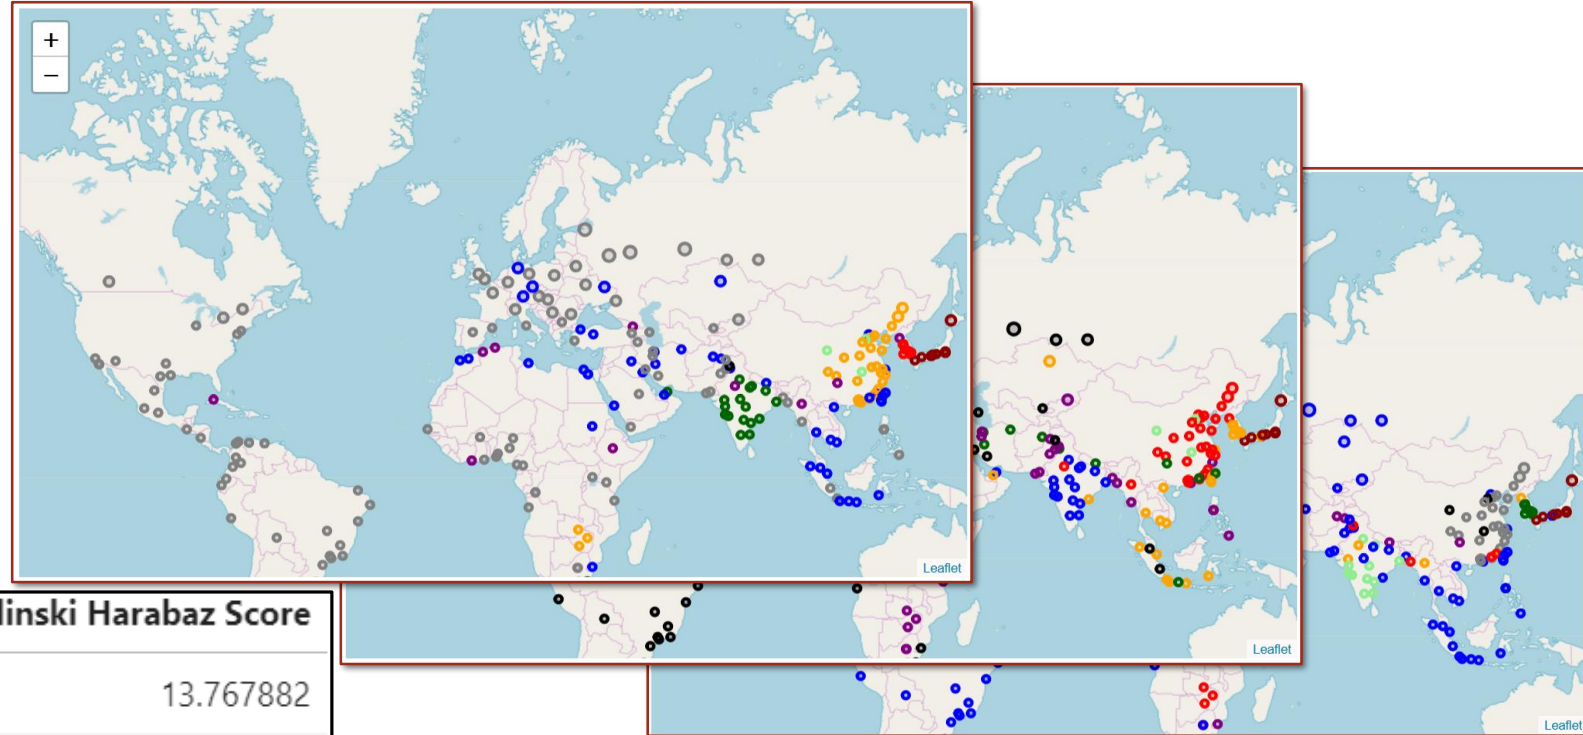 +
−
Leaflet
Leaflet
Leaflet
linski Harabaz Score
13.767882